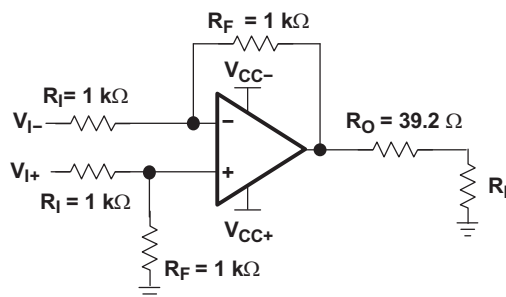 R_F = 1 kΩ
V_CC−
R_I = 1 kΩ
V_I−
−
R_O = 39.2 Ω
V_I+
+
R_I = 1 kΩ
V_CC+
R_F = 1 kΩ